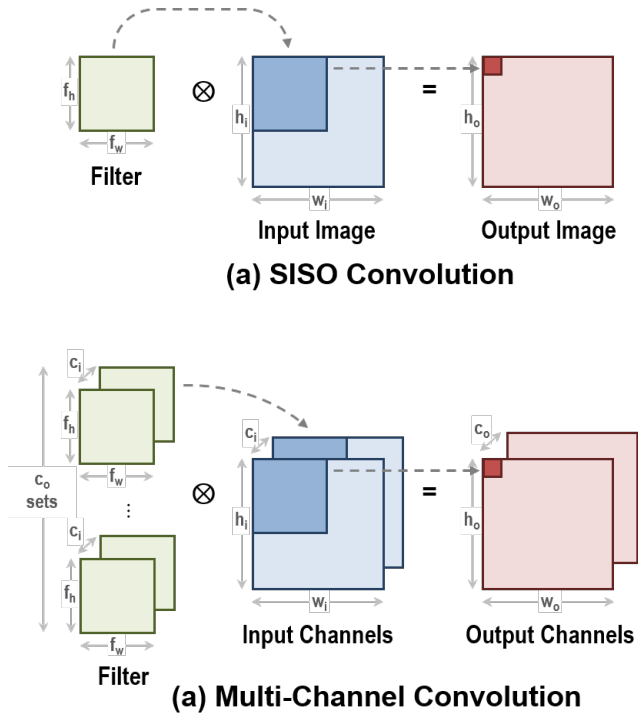 fh
fw
Filter
⊗
hi
wi
Input Image
=
ho
wo
Output Image
(a) SISO Convolution
co
sets
ci
fh
fw
...
ci
fh
fw
Filter
⊗
ci
hi
wi
Input Channels
=
co
ho
wo
Output Channels
(a) Multi-Channel Convolution